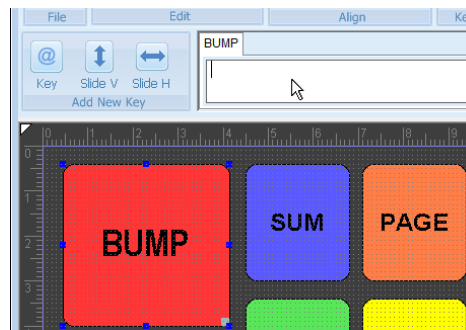 File Edit Align
BUMP
@
Key Slide V Slide H
Add New Key
0 1 2 3 4 5 6 7 8 9
0
1
2
3
BUMP SUM PAGE